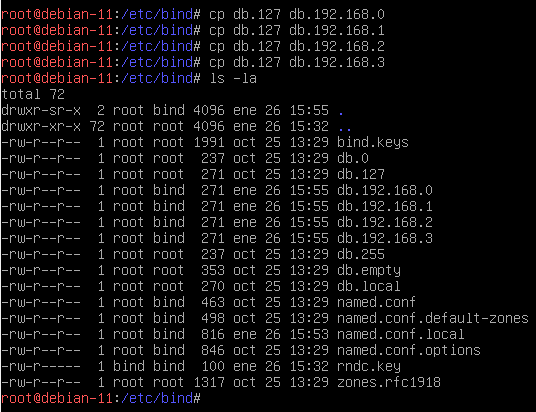 root@debian-11:/etc/bind# cp db.127 db.192.168.0
root@debian-11:/etc/bind# cp db.127 db.192.168.1
root@debian-11:/etc/bind# cp db.127 db.192.168.2
root@debian-11:/etc/bind# cp db.127 db.192.168.3
root@debian-11:/etc/bind# ls -la
total 72
drwxr-sr-x  2 root bind 4096 ene 26 15:55 .
drwxr-xr-x 72 root root 4096 ene 26 15:32 ..
-rw-r--r--  1 root root 1991 oct 25 13:29 bind.keys
-rw-r--r--  1 root root  237 oct 25 13:29 db.0
-rw-r--r--  1 root root  271 oct 25 13:29 db.127
-rw-r--r--  1 root bind  271 ene 26 15:55 db.192.168.0
-rw-r--r--  1 root bind  271 ene 26 15:55 db.192.168.1
-rw-r--r--  1 root bind  271 ene 26 15:55 db.192.168.2
-rw-r--r--  1 root bind  271 ene 26 15:55 db.192.168.3
-rw-r--r--  1 root root  237 oct 25 13:29 db.255
-rw-r--r--  1 root root  353 oct 25 13:29 db.empty
-rw-r--r--  1 root root  270 oct 25 13:29 db.local
-rw-r--r--  1 root bind  463 oct 25 13:29 named.conf
-rw-r--r--  1 root bind  498 oct 25 13:29 named.conf.default-zones
-rw-r--r--  1 root bind  816 ene 26 15:53 named.conf.local
-rw-r--r--  1 root bind  846 oct 25 13:29 named.conf.options
-rw-r-----  1 bind bind  100 ene 26 15:32 rndc.key
-rw-r--r--  1 root root 1317 oct 25 13:29 zones.rfc1918
root@debian-11:/etc/bind#